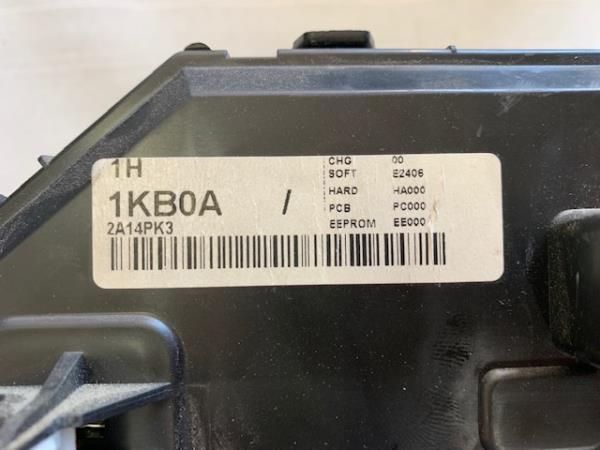 1H
1KB0A /
2A14PK3
CHG 00
SOFT E2406
HARD HA000
PCB PC000
EEPROM EE000